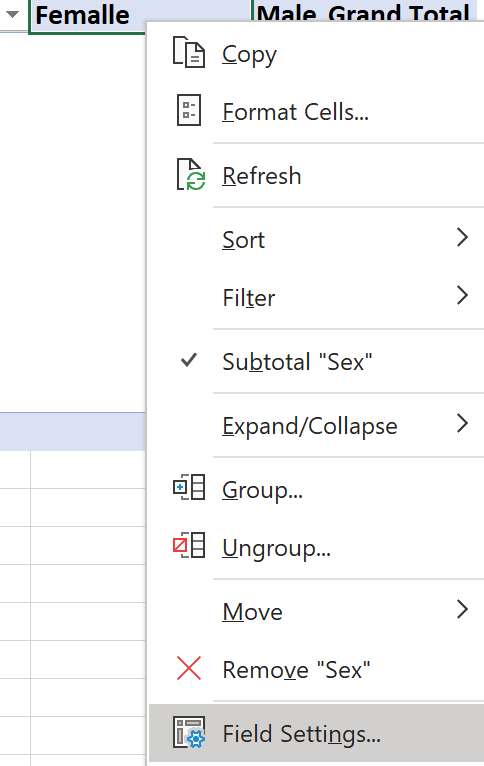 Femalle Male Grand Total
Copy
Format Cells...
Refresh
Sort
Filter
Subtotal "Sex"
Expand/Collapse
Group...
Ungroup...
Move
Remove "Sex"
Field Settings...